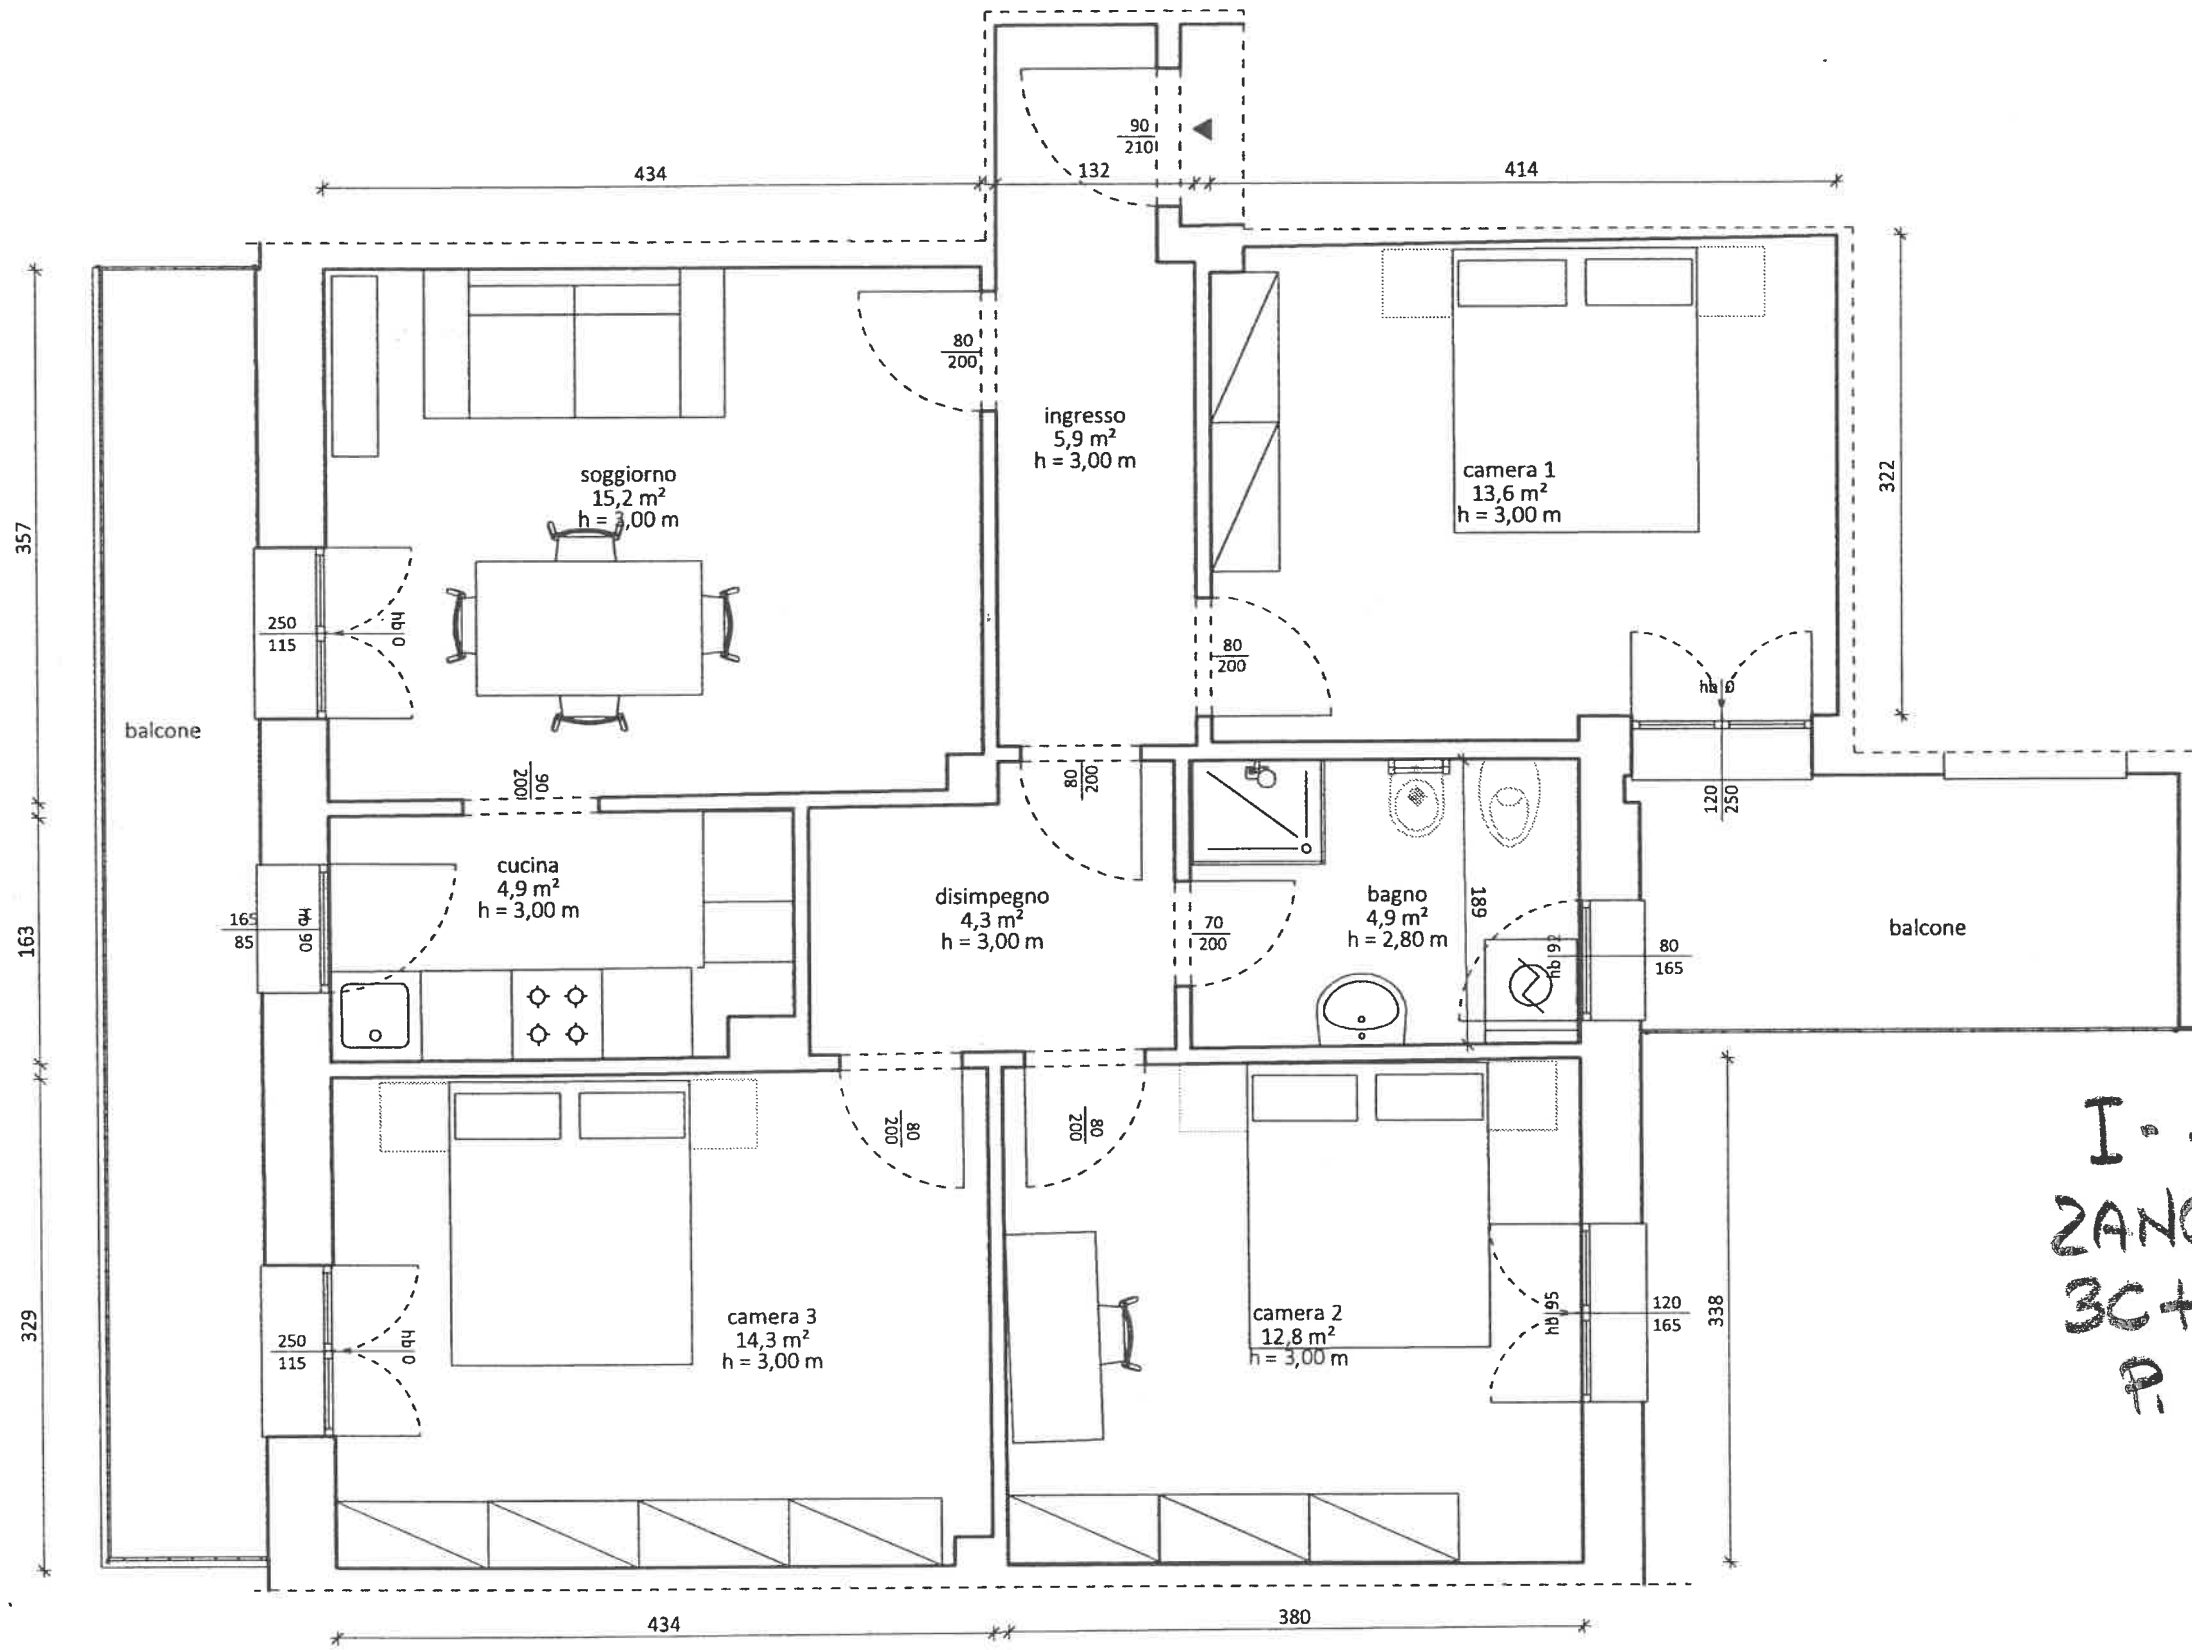 90
210
434
132
414
80
200
ingresso
5,9 m²
h = 3,00 m
soggiorno
15,2 m²
h = 3,00 m
camera 1
13,6 m²
h = 3,00 m
322
357
250
115
hb 0
80
200
hb 0
balcone
90
200
80
200
120
250
cucina
4,9 m²
h = 3,00 m
disimpegno
4,3 m²
h = 3,00 m
bagno
4,9 m²
h = 2,80 m
189
balcone
163
165
85
hb 90
70
200
hb 92
80
165
80
200
80
200
329
250
115
hb 0
camera 3
14,3 m²
h = 3,00 m
camera 2
12,8 m²
h = 3,00 m
hb 95
120
165
338
434
380
3C+